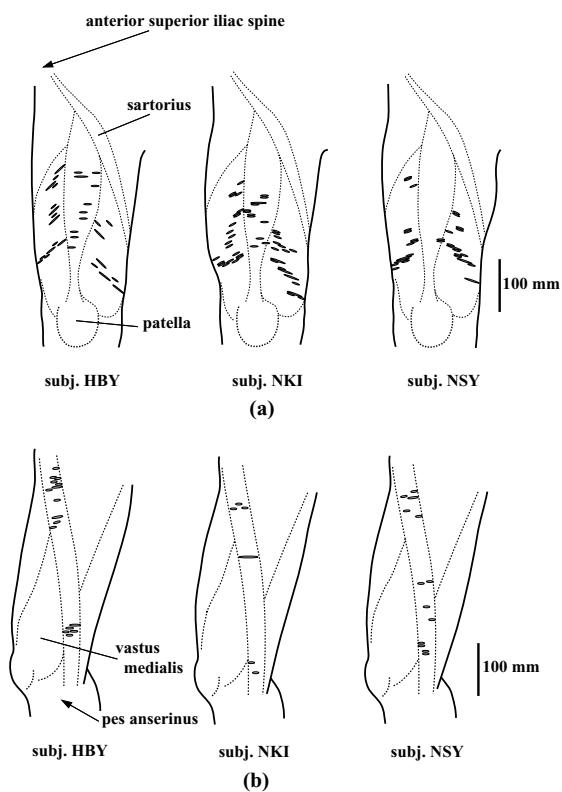 anterior superior iliac spine
sartorius
100 mm
patella
subj. HBY
subj. NKI
subj. NSY
(a)
vastus
medialis
100 mm
pes anserinus
subj. HBY
subj. NKI
subj. NSY
(b)